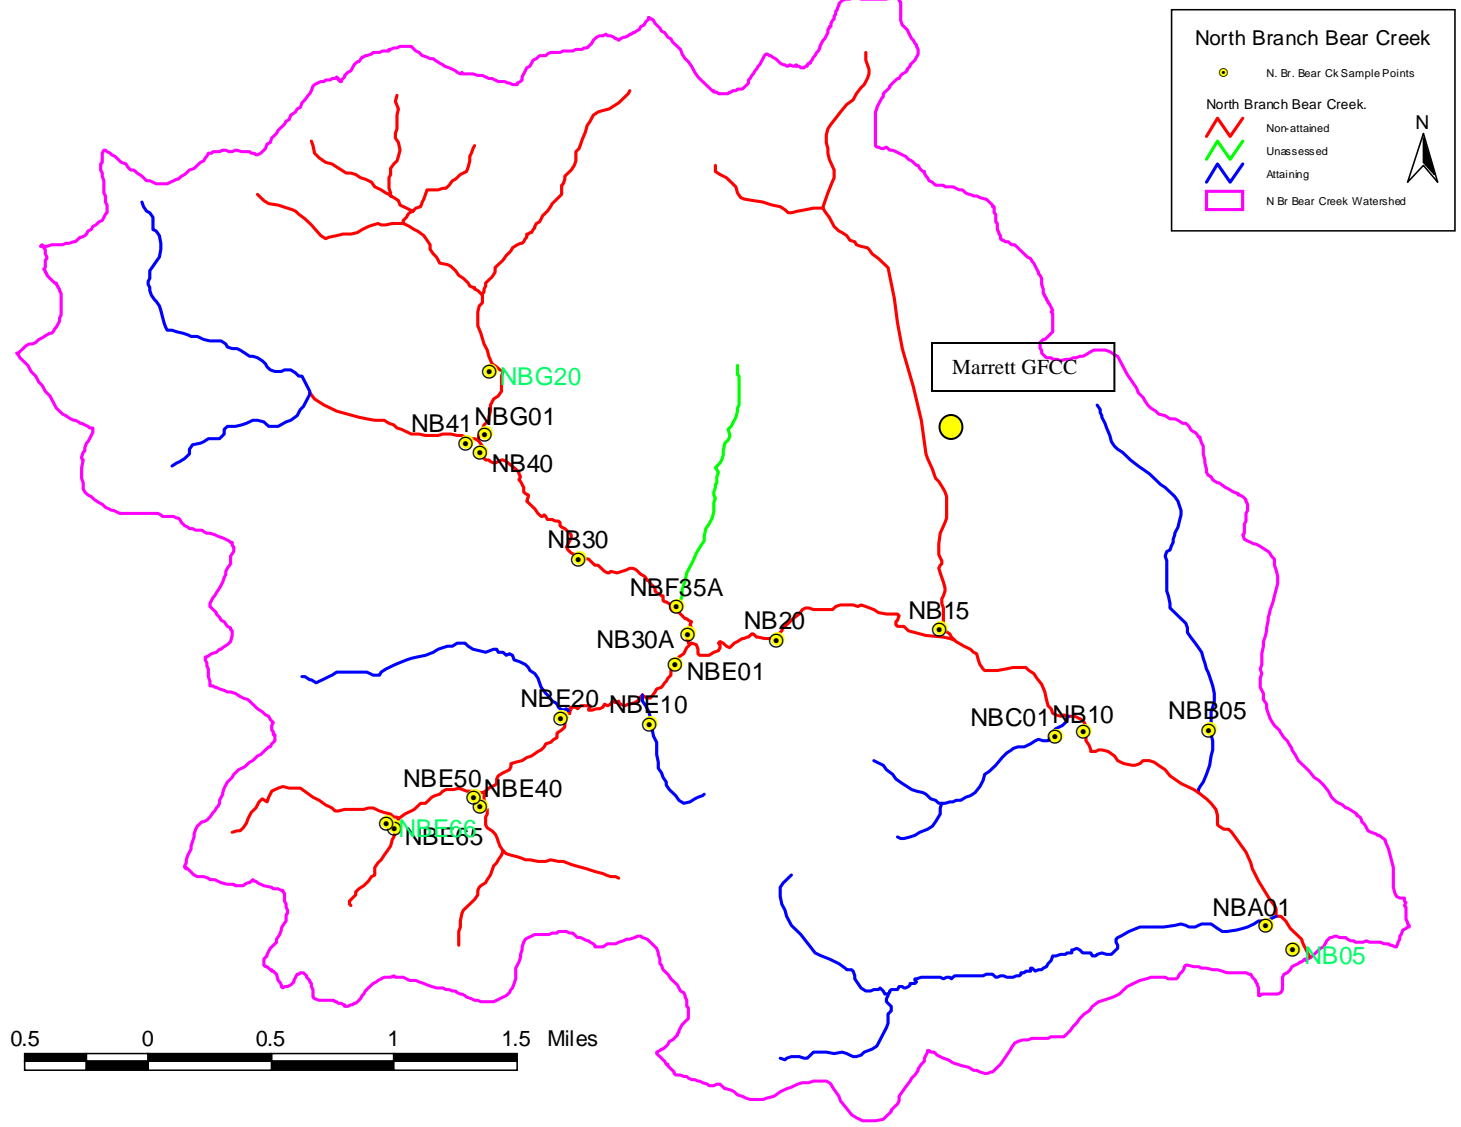 North Branch Bear Creek
N. Br. Bear Ck Sample Points
North Branch Bear Creek.
Non-attained
Unassessed
Attaining
N Br Bear Creek Watershed
N
Marrett GFCC
NBG20
NBG01
NB41
NB40
NB30
NBF35A
NB30A
NB20
NB15
NBE01
NBE20
NBE10
NBC01
NB10
NBB05
NBE50
NBE40
NBE66
NBE65
NBA01
NB05
0.5 0 0.5 1 1.5 Miles